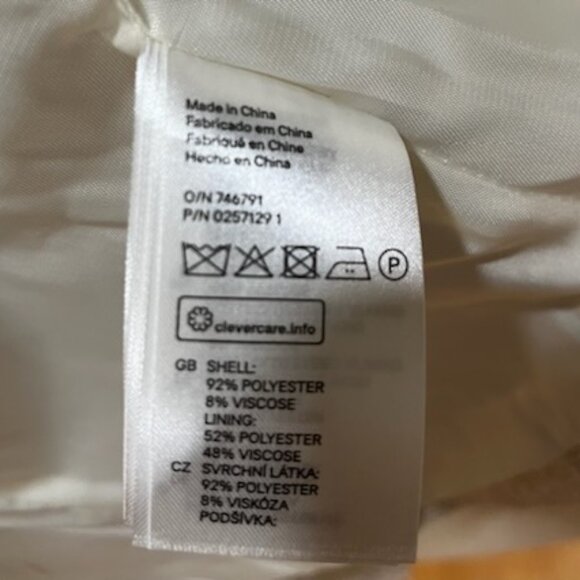 Made in China
Fabricado em China
Fabriqué en Chine
Hecho en China
O/N 746791
P/N 0257129 1
P
clevercare.info
GB SHELL:
92% POLYESTER
8% VISCOSE
LINING:
52% POLYESTER
48% VISCOSE
CZ SVRCHNÍ LÁTKA:
92% POLYESTER
8% VISKÓZA
PODŠÍVKA: